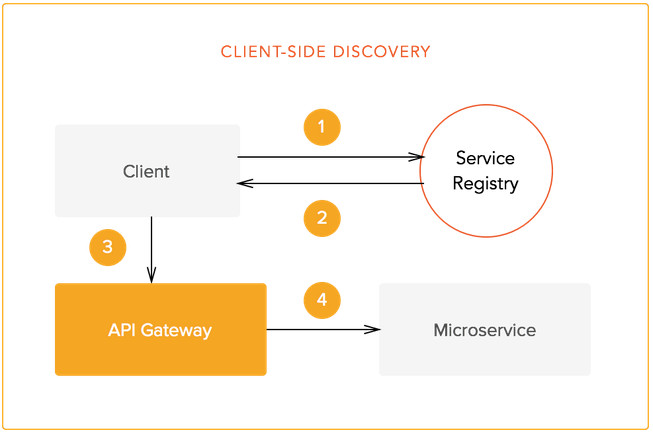 CLIENT-SIDE DISCOVERY
1
Client
Service
Registry
2
3
4
API Gateway
Microservice